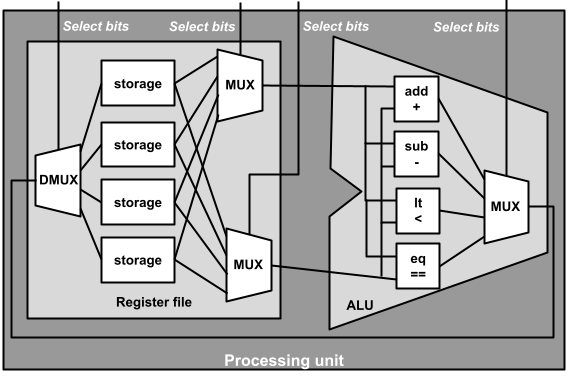 Select bits
Select bits
Select bits
Select bits
storage
MUX
add
+
storage
sub
-
DMUX
storage
lt
<
MUX
storage
MUX
eq
==
Register file
ALU
Processing unit